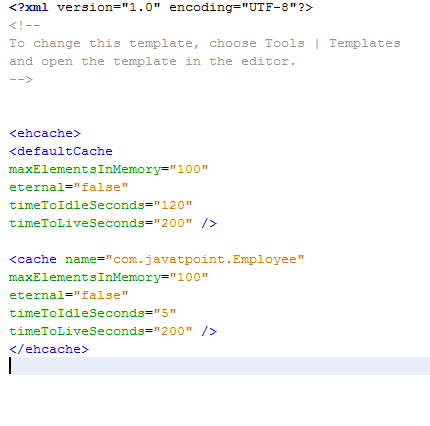 <?xml version="1.0" encoding="UTF-8"?>
<!--
To change this template, choose Tools | Templates
and open the template in the editor.
-->
<ehcache>
<defaultCache
maxElementsInMemory="100"
eternal="false"
timeToIdleSeconds="120"
timeToLiveSeconds="200" />
<cache name="com.javatpoint.Employee"
maxElementsInMemory="100"
eternal="false"
timeToIdleSeconds="5"
timeToLiveSeconds="200" />
</ehcache>